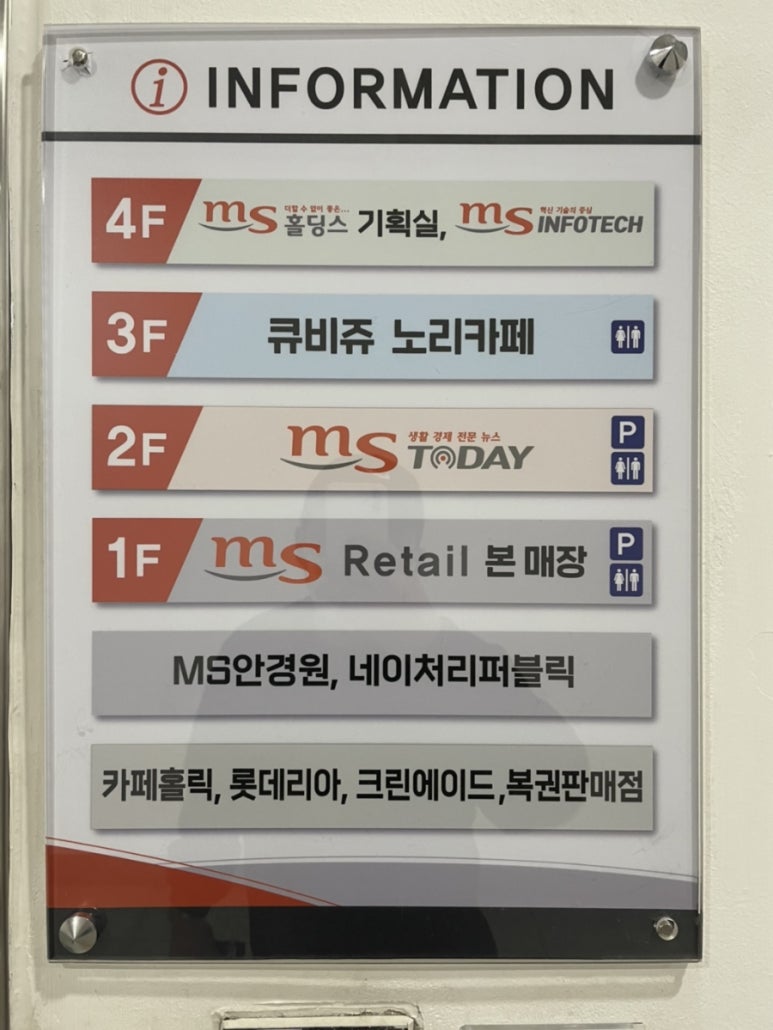 i INFORMATION
4F ms 더할 수 없이 좋은... 홀딩스 기획실, ms 혁신 기술의 중심 INFOTECH
3F 큐비쥬 노리카페
2F ms 생활 경제 전문 뉴스 TODAY P
1F ms Retail 본 매장 P
MS안경원, 네이처리퍼블릭
카페홀릭, 롯데리아, 크린에이드,복권판매점